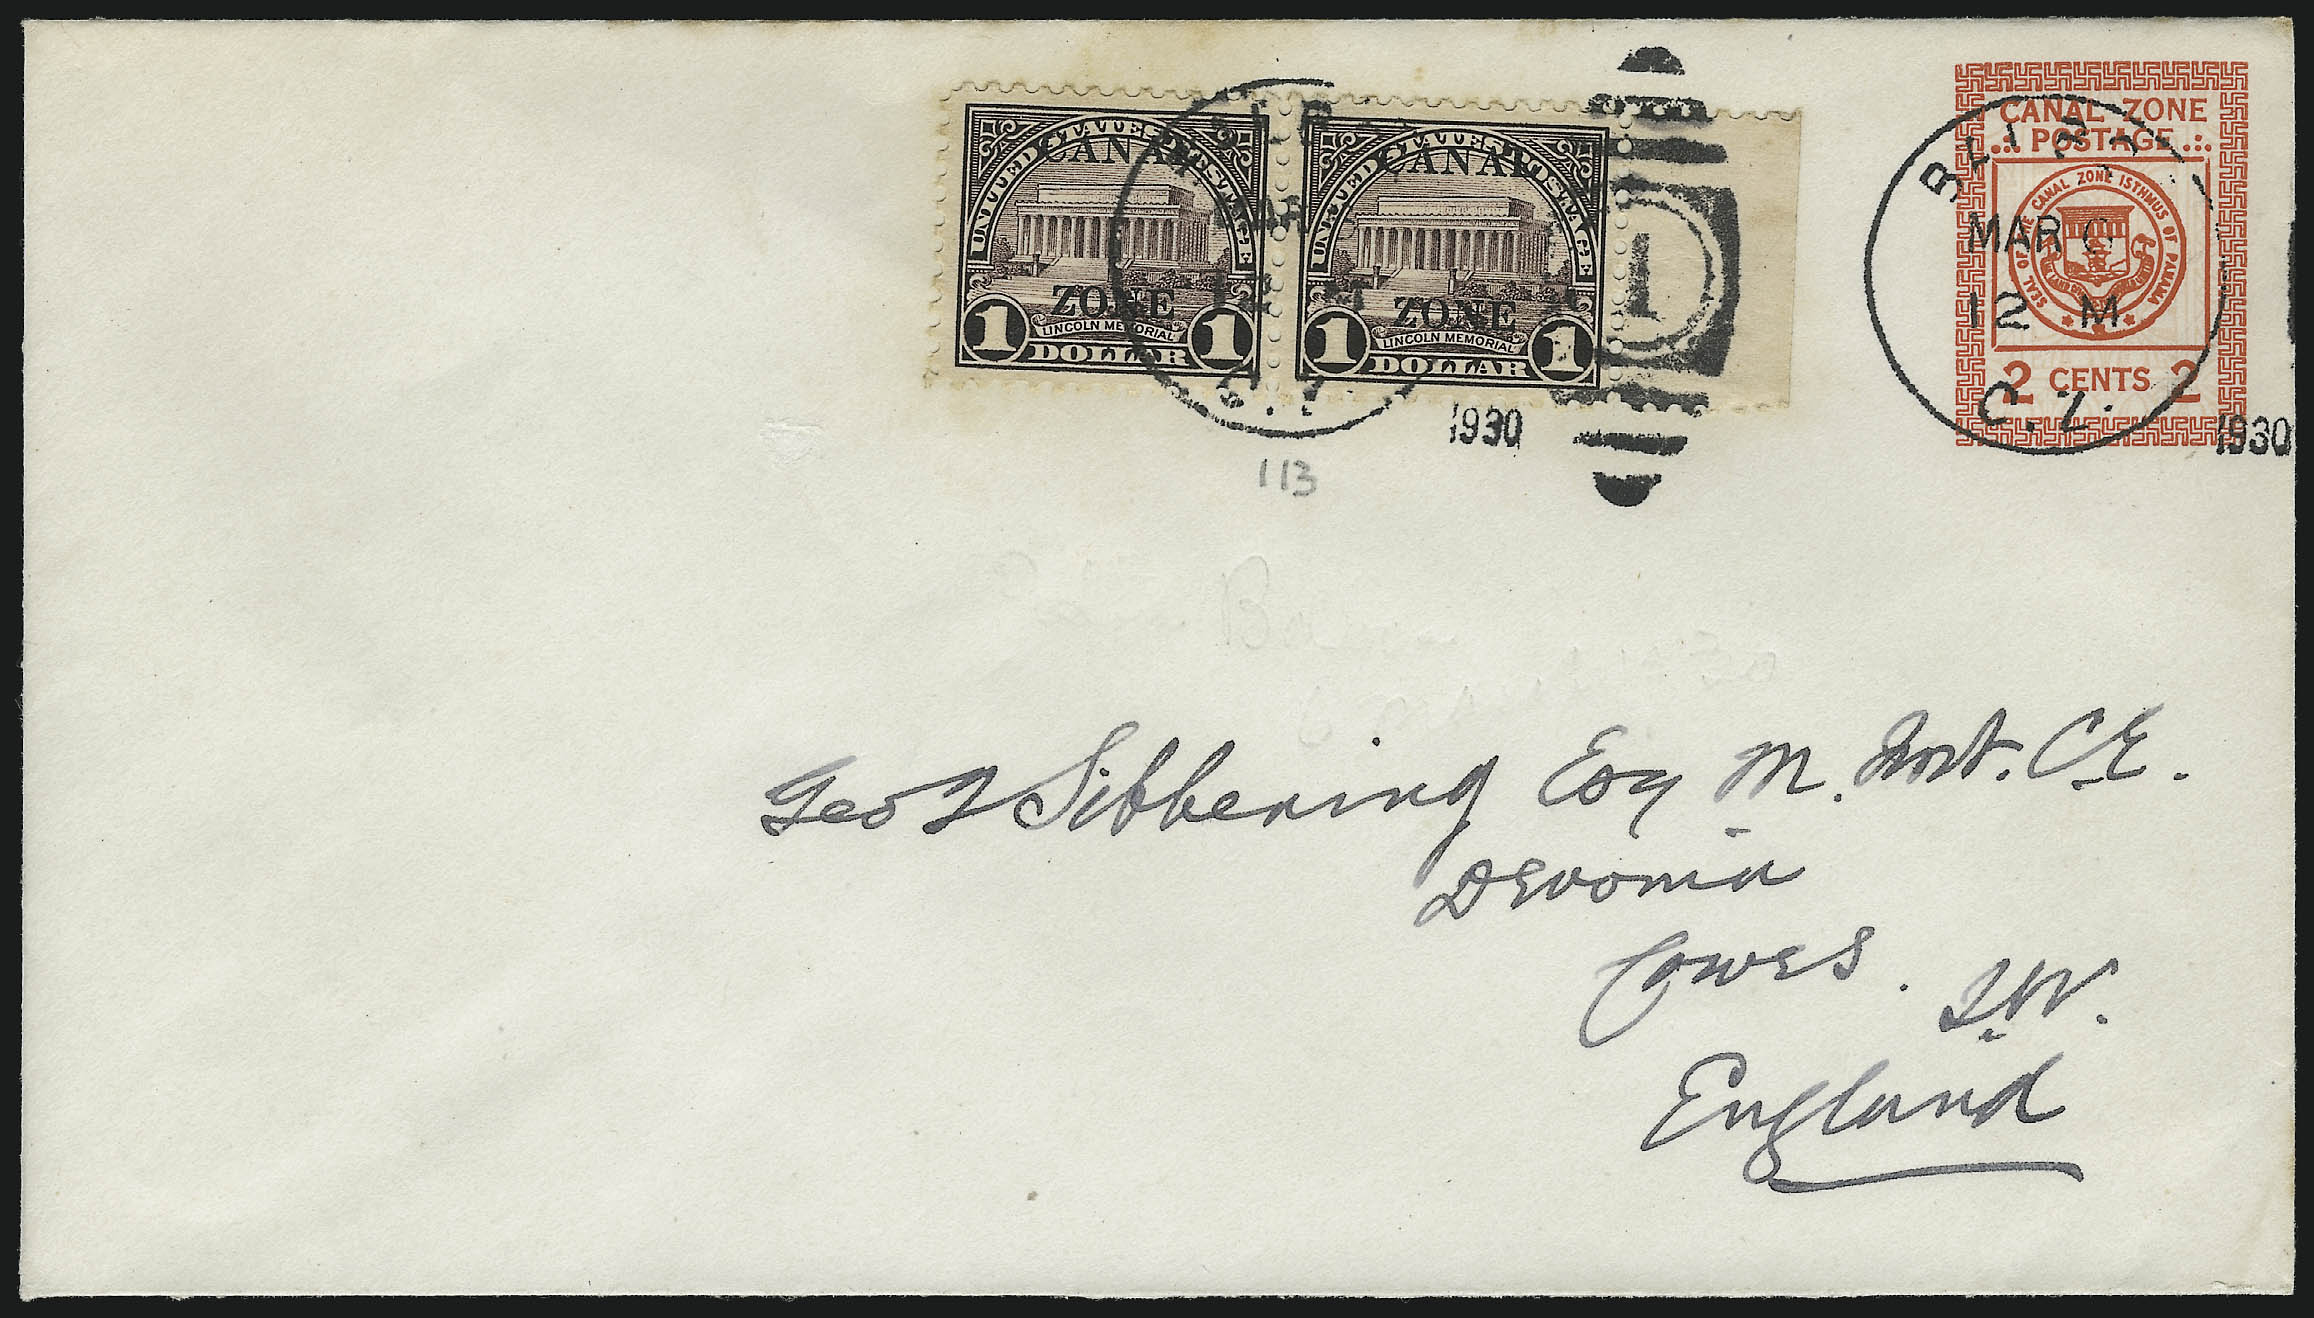 UNITED STATES POSTAGE
CANAL
ZONE
LINCOLN MEMORIAL
1 DOLLAR 1
UNITED STATES POSTAGE
CANAL
ZONE
LINCOLN MEMORIAL
1 DOLLAR 1
C.Z.
1930
1
113
CANAL ZONE
POSTAGE
SEAL OF THE CANAL ZONE ISTHMUS OF PANAMA
2 CENTS 2
MAR
12 M
C.Z.
1930
Geo Sibbering Esq M. Inst. C.E.
Devonia
Cowes. I.W.
England